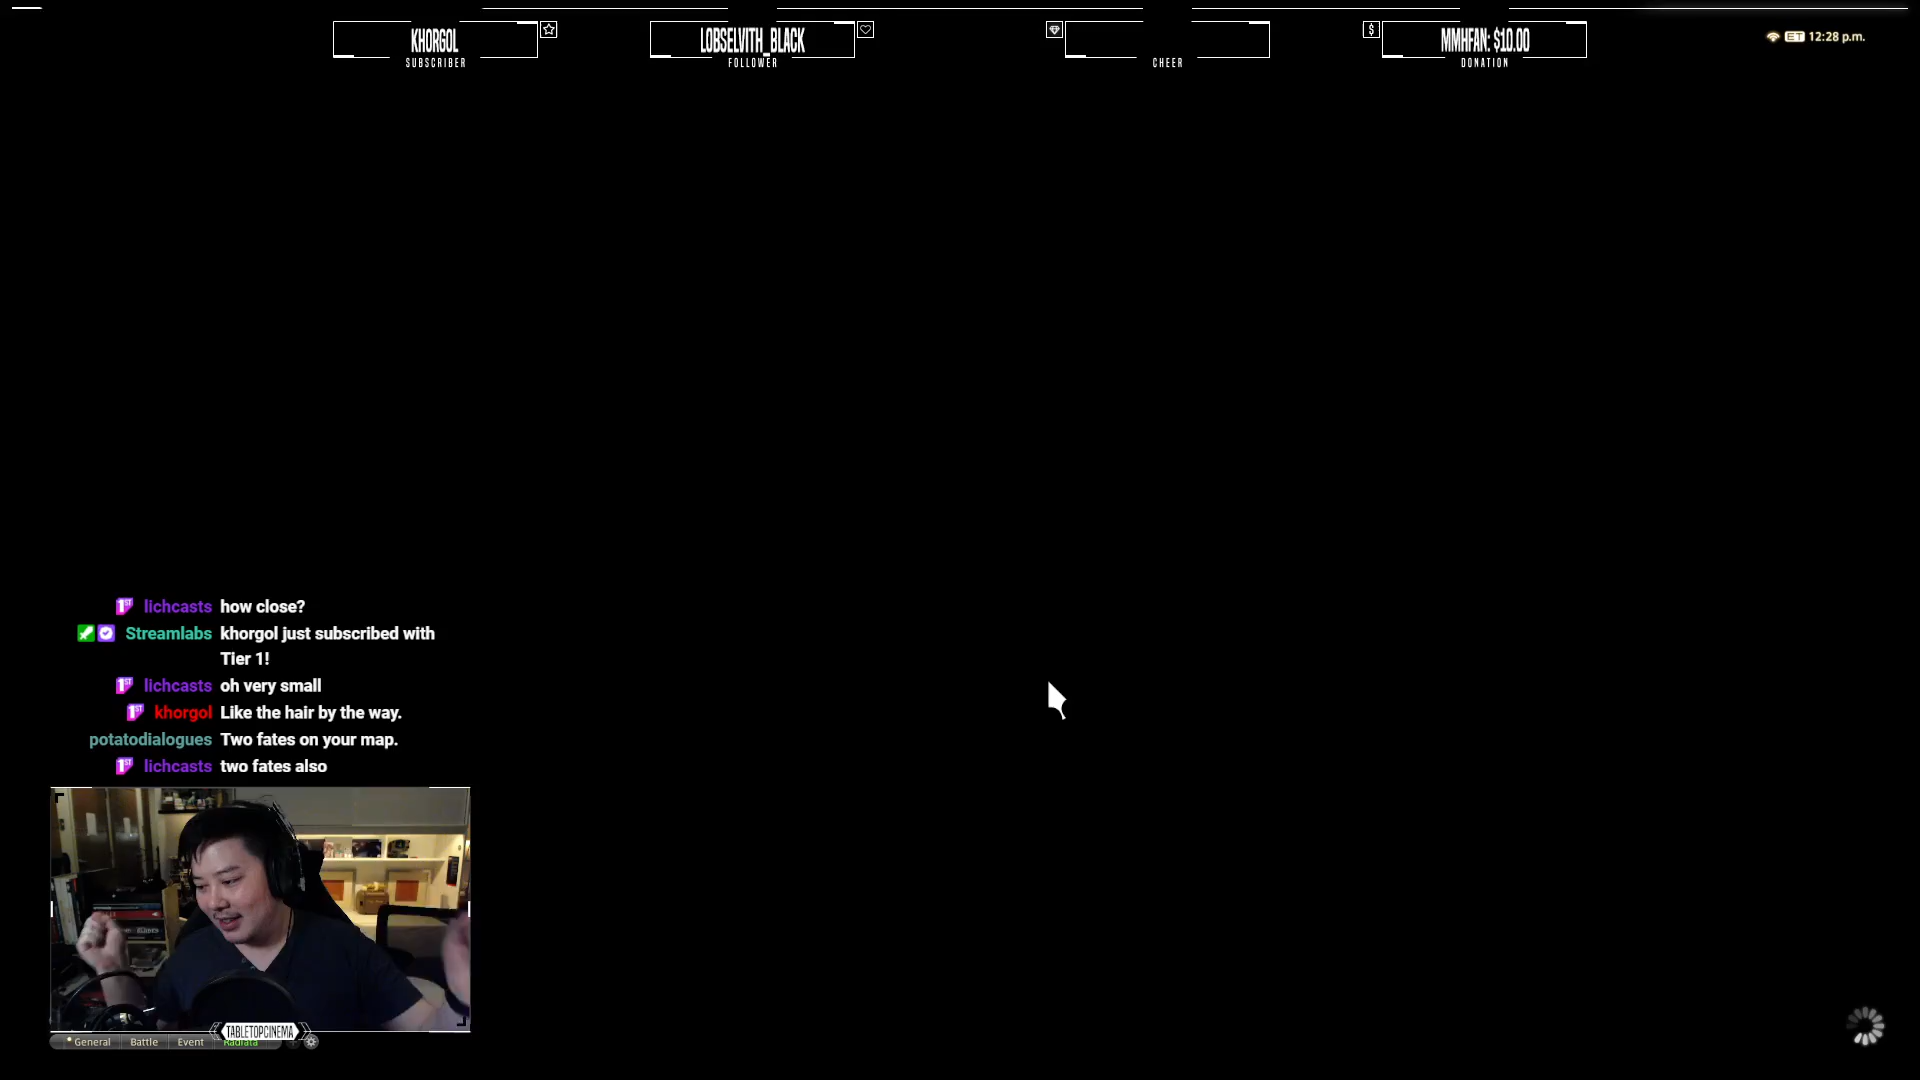 KHORGOL
SUBSCRIBER
LOBSELVITH_BLACK
FOLLOWER
CHEER
MMHFAN: $10.00
DONATION
ET 12:28 p.m.
lichcasts how close?
Streamlabs khorgol just subscribed with
Tier 1!
lichcasts oh very small
khorgol Like the hair by the way.
potatodialogues Two fates on your map.
lichcasts two fates also
TABLETOPCINEMA
General Battle Event Radiata